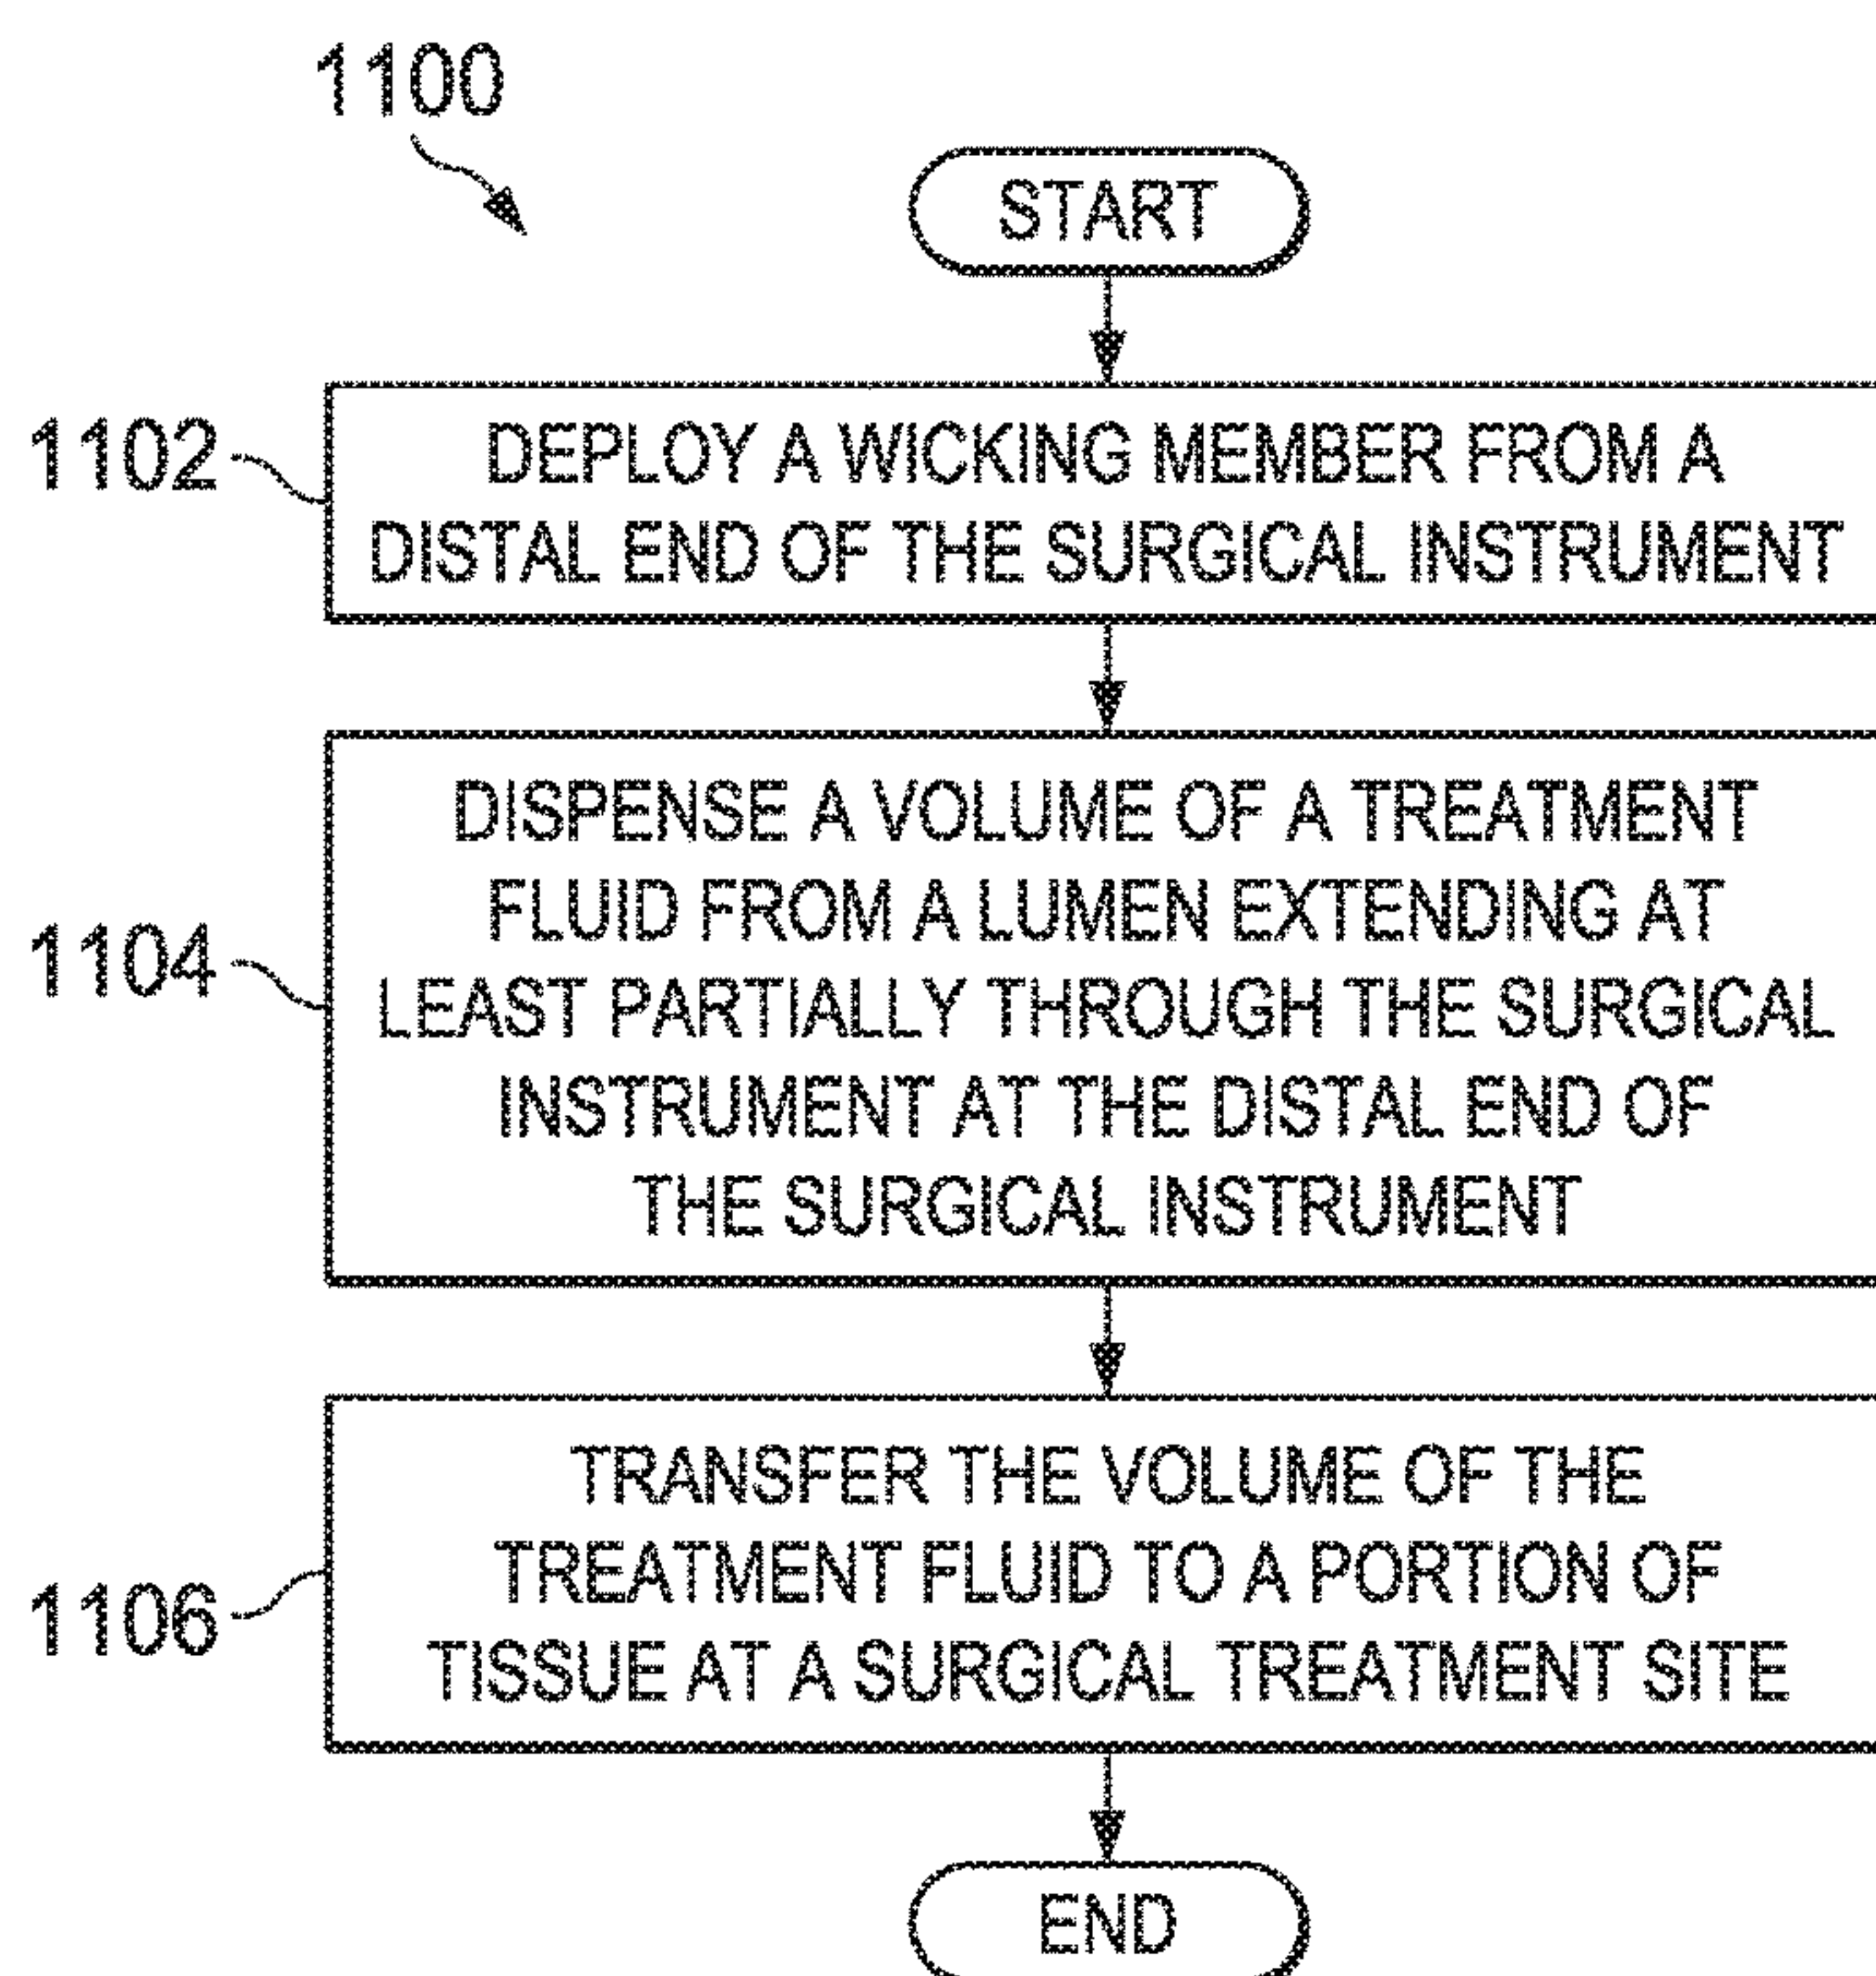 1100
START
1102
DEPLOY A WICKING MEMBER FROM A
DISTAL END OF THE SURGICAL INSTRUMENT
1104
DISPENSE A VOLUME OF A TREATMENT
FLUID FROM A LUMEN EXTENDING AT
LEAST PARTIALLY THROUGH THE SURGICAL
INSTRUMENT AT THE DISTAL END OF
THE SURGICAL INSTRUMENT
1106
TRANSFER THE VOLUME OF THE
TREATMENT FLUID TO A PORTION OF
TISSUE AT A SURGICAL TREATMENT SITE
END